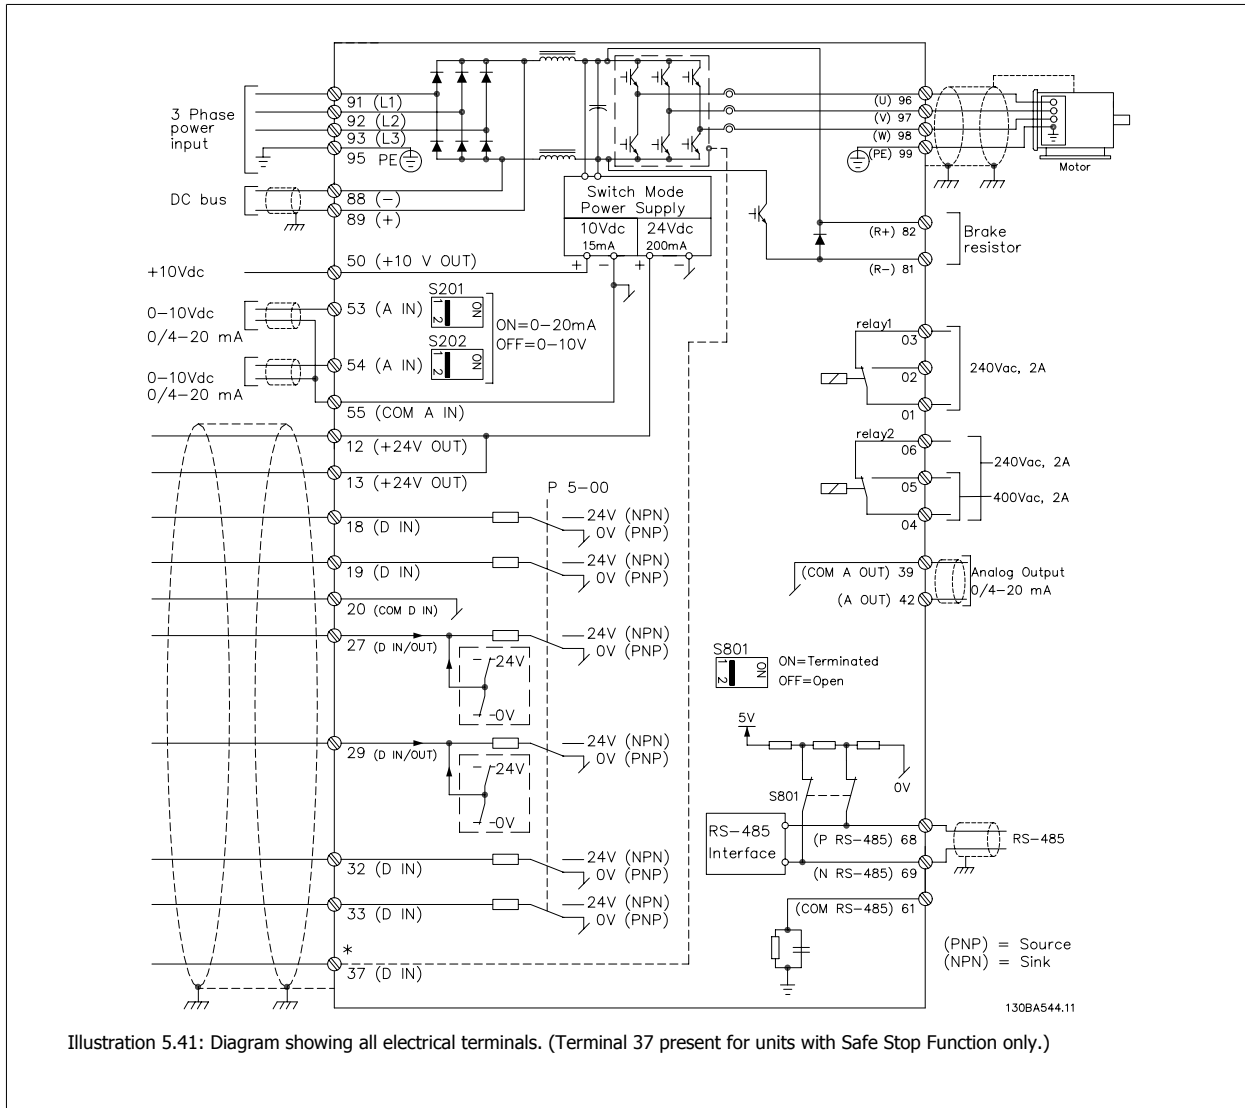 3 Phase
power
input
91 (L1)
92 (L2)
93 (L3)
95 PE
DC bus
88 (-)
89 (+)
Switch Mode
Power Supply
10Vdc
15mA
24Vdc
200mA
+ - + -
(U) 96
(V) 97
(W) 98
(PE) 99
Motor
(R+) 82
(R-) 81
Brake
resistor
+10Vdc
50 (+10 V OUT)
0-10Vdc
0/4-20 mA
53 (A IN)
S201
1 2
ON
ON=0-20mA
OFF=0-10V
S202
1 2
ON
0-10Vdc
0/4-20 mA
54 (A IN)
55 (COM A IN)
12 (+24V OUT)
13 (+24V OUT)
relay1
03
02
01
240Vac, 2A
relay2
06
05
04
240Vac, 2A
400Vac, 2A
P 5-00
18 (D IN)
24V (NPN)
0V (PNP)
19 (D IN)
24V (NPN)
0V (PNP)
20 (COM D IN)
27 (D IN/OUT)
24V (NPN)
0V (PNP)
24V
0V
29 (D IN/OUT)
24V (NPN)
0V (PNP)
24V
0V
32 (D IN)
24V (NPN)
0V (PNP)
33 (D IN)
24V (NPN)
0V (PNP)
*
37 (D IN)
(COM A OUT) 39
(A OUT) 42
Analog Output
0/4-20 mA
S801
1 2
ON
ON=Terminated
OFF=Open
5V
S801
0V
RS-485
Interface
(P RS-485) 68
(N RS-485) 69
RS-485
(COM RS-485) 61
(PNP) = Source
(NPN) = Sink
130BA544.11
Illustration 5.41: Diagram showing all electrical terminals. (Terminal 37 present for units with Safe Stop Function only.)